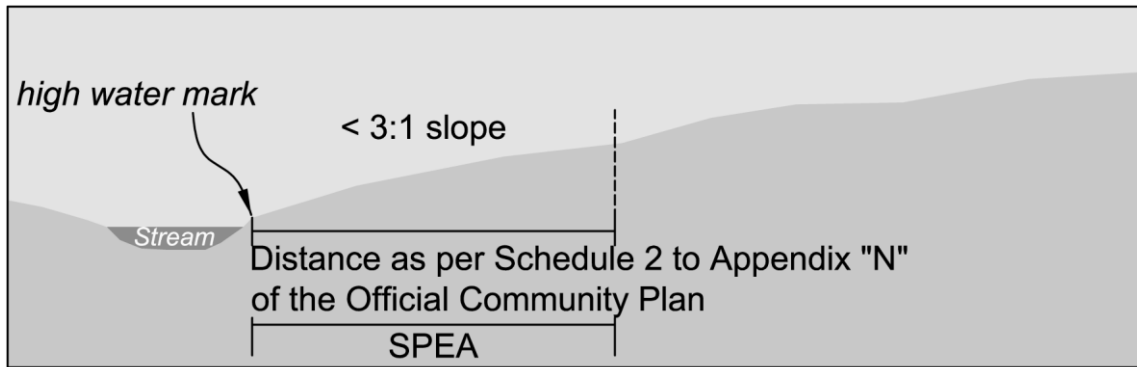 high water mark
< 3:1 slope
Stream
Distance as per Schedule 2 to Appendix "N"
of the Official Community Plan
SPEA